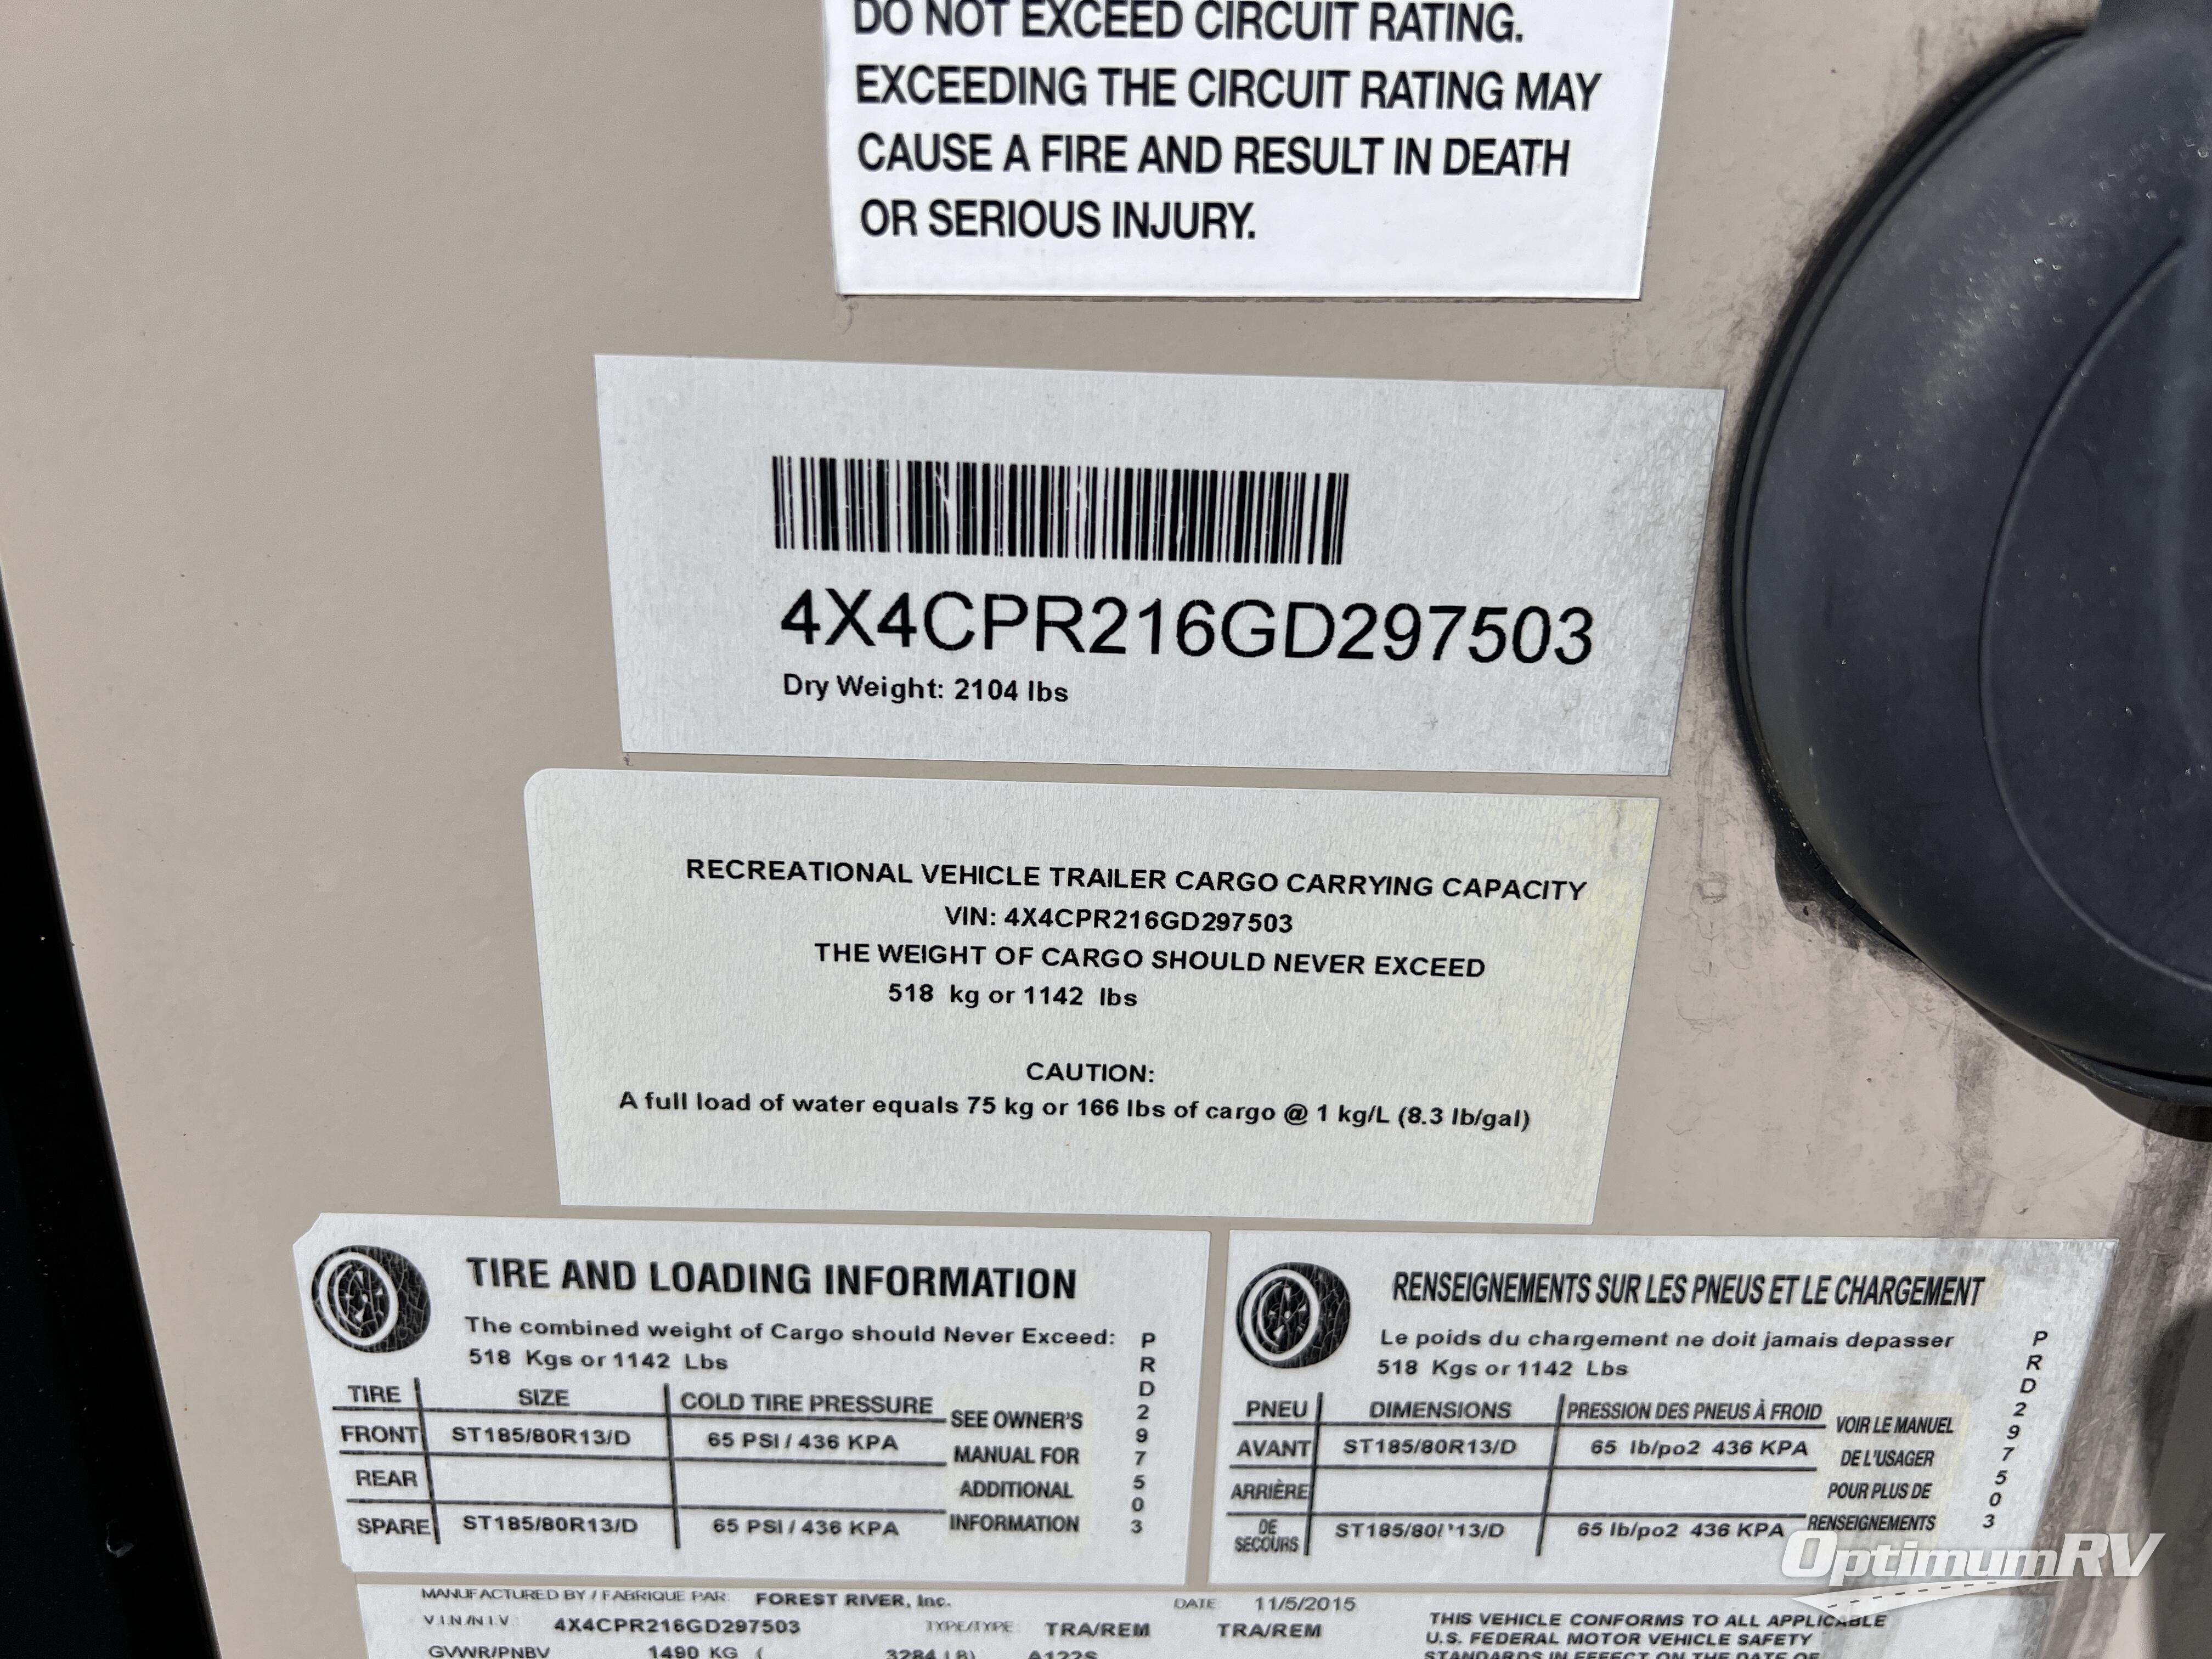 DO NOT EXCEED CIRCUIT RATING.
EXCEEDING THE CIRCUIT RATING MAY
CAUSE A FIRE AND RESULT IN DEATH
OR SERIOUS INJURY.
4X4CPR216GD297503
Dry Weight: 2104 lbs
RECREATIONAL VEHICLE TRAILER CARGO CARRYING CAPACITY
VIN: 4X4CPR216GD297503
THE WEIGHT OF CARGO SHOULD NEVER EXCEED
518 kg or 1142 lbs
CAUTION:
A full load of water equals 75 kg or 166 lbs of cargo @ 1 kg/L (8.3 lb/gal)
TIRE AND LOADING INFORMATION
The combined weight of Cargo should Never Exceed:
518 Kgs or 1142 Lbs
TIRE SIZE COLD TIRE PRESSURE
FRONT ST185/80R13/D 65 PSI / 436 KPA
REAR
SPARE ST185/80R13/D 65 PSI / 436 KPA
SEE OWNER'S
MANUAL FOR
ADDITIONAL
INFORMATION
PRD297503
RENSEIGNEMENTS SUR LES PNEUS ET LE CHARGEMENT
Le poids du chargement ne doit jamais depasser
518 Kgs or 1142 Lbs
PNEU DIMENSIONS PRESSION DES PNEUS À FROID
AVANT ST185/80R13/D 65 lb/po2 436 KPA
ARRIÈRE
DE SECOURS 65 lb/po2 436 KPA
VOIR LE MANUEL
DE L'USAGER
POUR PLUS DE
RENSEIGNEMENTS
PRD297503
MANUFACTURED BY / FABRIQUE PAR: FOREST RIVER, Inc. DATE 11/5/2015
V.I.N./N.I.V.: 4X4CPR216GD297503 TYPE/TYPE: TRA/REM TRA/REM
GVWR/PNBV 1490 KG ( 3284 LB) A122S
THIS VEHICLE CONFORMS TO ALL APPLICABLE
U.S. FEDERAL MOTOR VEHICLE SAFETY
STANDARDS IN EFFECT ON THE DATE OF
OptimumRV